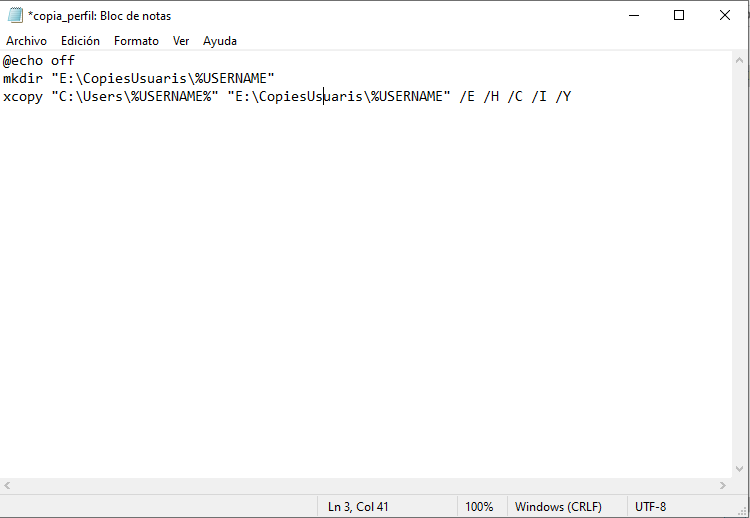 *copia_perfil: Bloc de notas
Archivo Edición Formato Ver Ayuda
@echo off
mkdir "E:\CopiesUsuaris\%USERNAME"
xcopy "C:\Users\%USERNAME%" "E:\CopiesUsuaris\%USERNAME" /E /H /C /I /Y
Ln 3, Col 41 100% Windows (CRLF) UTF-8